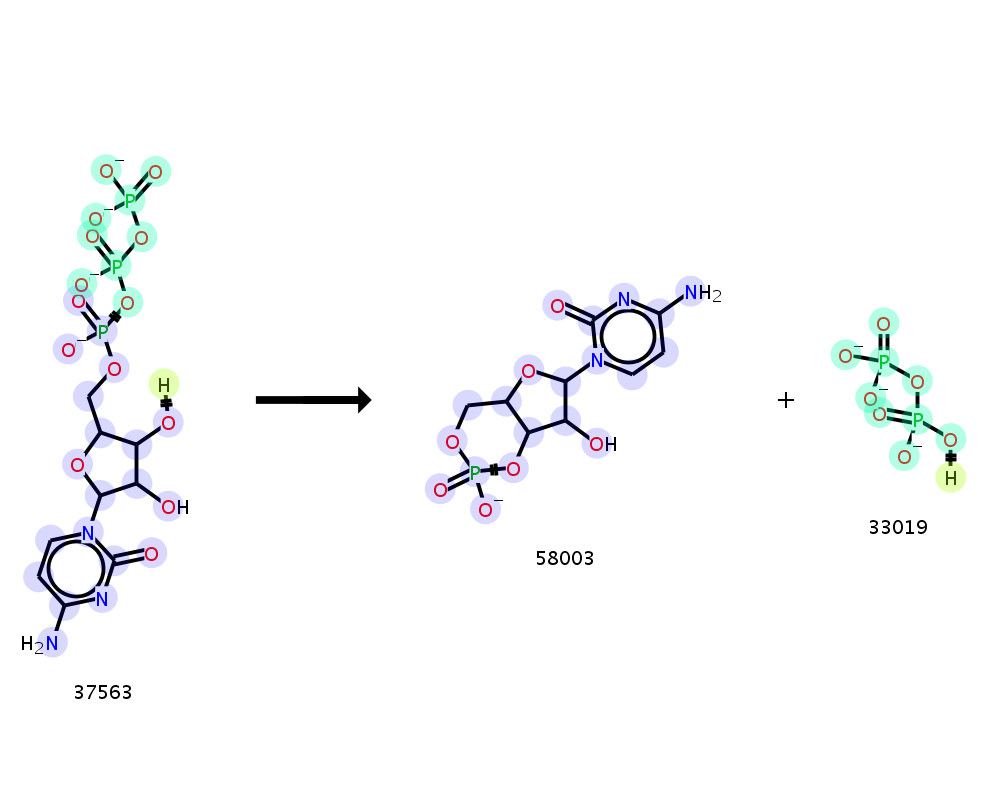 O⁻ O
P
O⁻
O O
P
O⁻
O O
P
O⁻
O
H
O
O
OH
N O
N
H₂N
37563
O N NH₂
N
O
O P O OH
O O⁻
58003
+
O
O⁻ P
O⁻ O
O P O
O⁻ H
33019